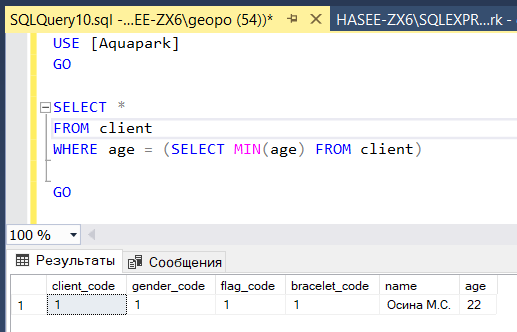 SQLQuery10.sql -...EE-ZX6\geopo (54))* HASEE-ZX6\SQLEXPR...rk -
USE [Aquapark]
GO
SELECT *
FROM client
WHERE age = (SELECT MIN(age) FROM client)
GO
100 %
Результаты Сообщения
client_code gender_code flag_code bracelet_code name age
1 1 1 1 1 Осина М.С. 22